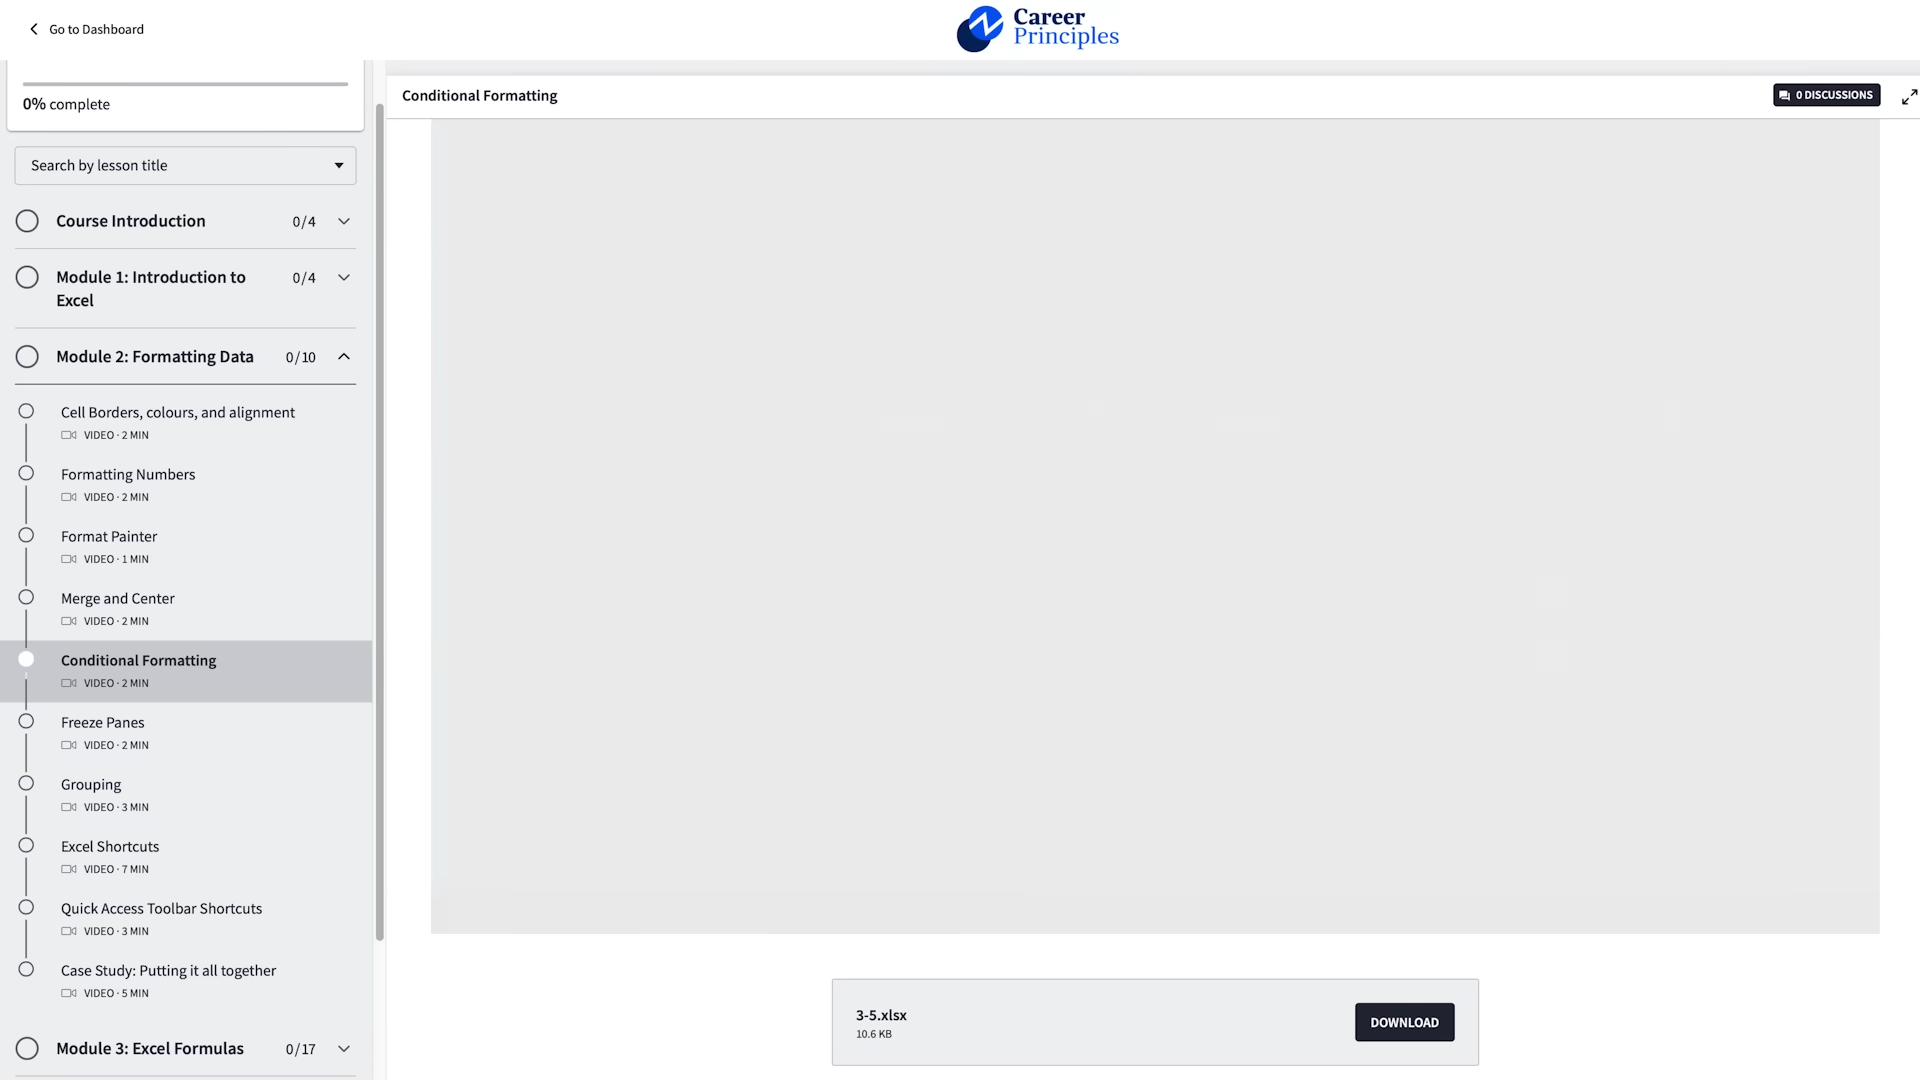 Go to Dashboard
Career
Principles
0% complete
Search by lesson title
Course Introduction 0/4
Module 1: Introduction to
Excel
0/4
Module 2: Formatting Data 0/10
Cell Borders, colours, and alignment
VIDEO · 2 MIN
Formatting Numbers
VIDEO · 2 MIN
Format Painter
VIDEO · 1 MIN
Merge and Center
VIDEO · 2 MIN
Conditional Formatting
VIDEO · 2 MIN
Freeze Panes
VIDEO · 2 MIN
Grouping
VIDEO · 3 MIN
Excel Shortcuts
VIDEO · 7 MIN
Quick Access Toolbar Shortcuts
VIDEO · 3 MIN
Case Study: Putting it all together
VIDEO · 5 MIN
Module 3: Excel Formulas 0/17
Conditional Formatting
0 DISCUSSIONS
3-5.xlsx
10.6 KB
DOWNLOAD